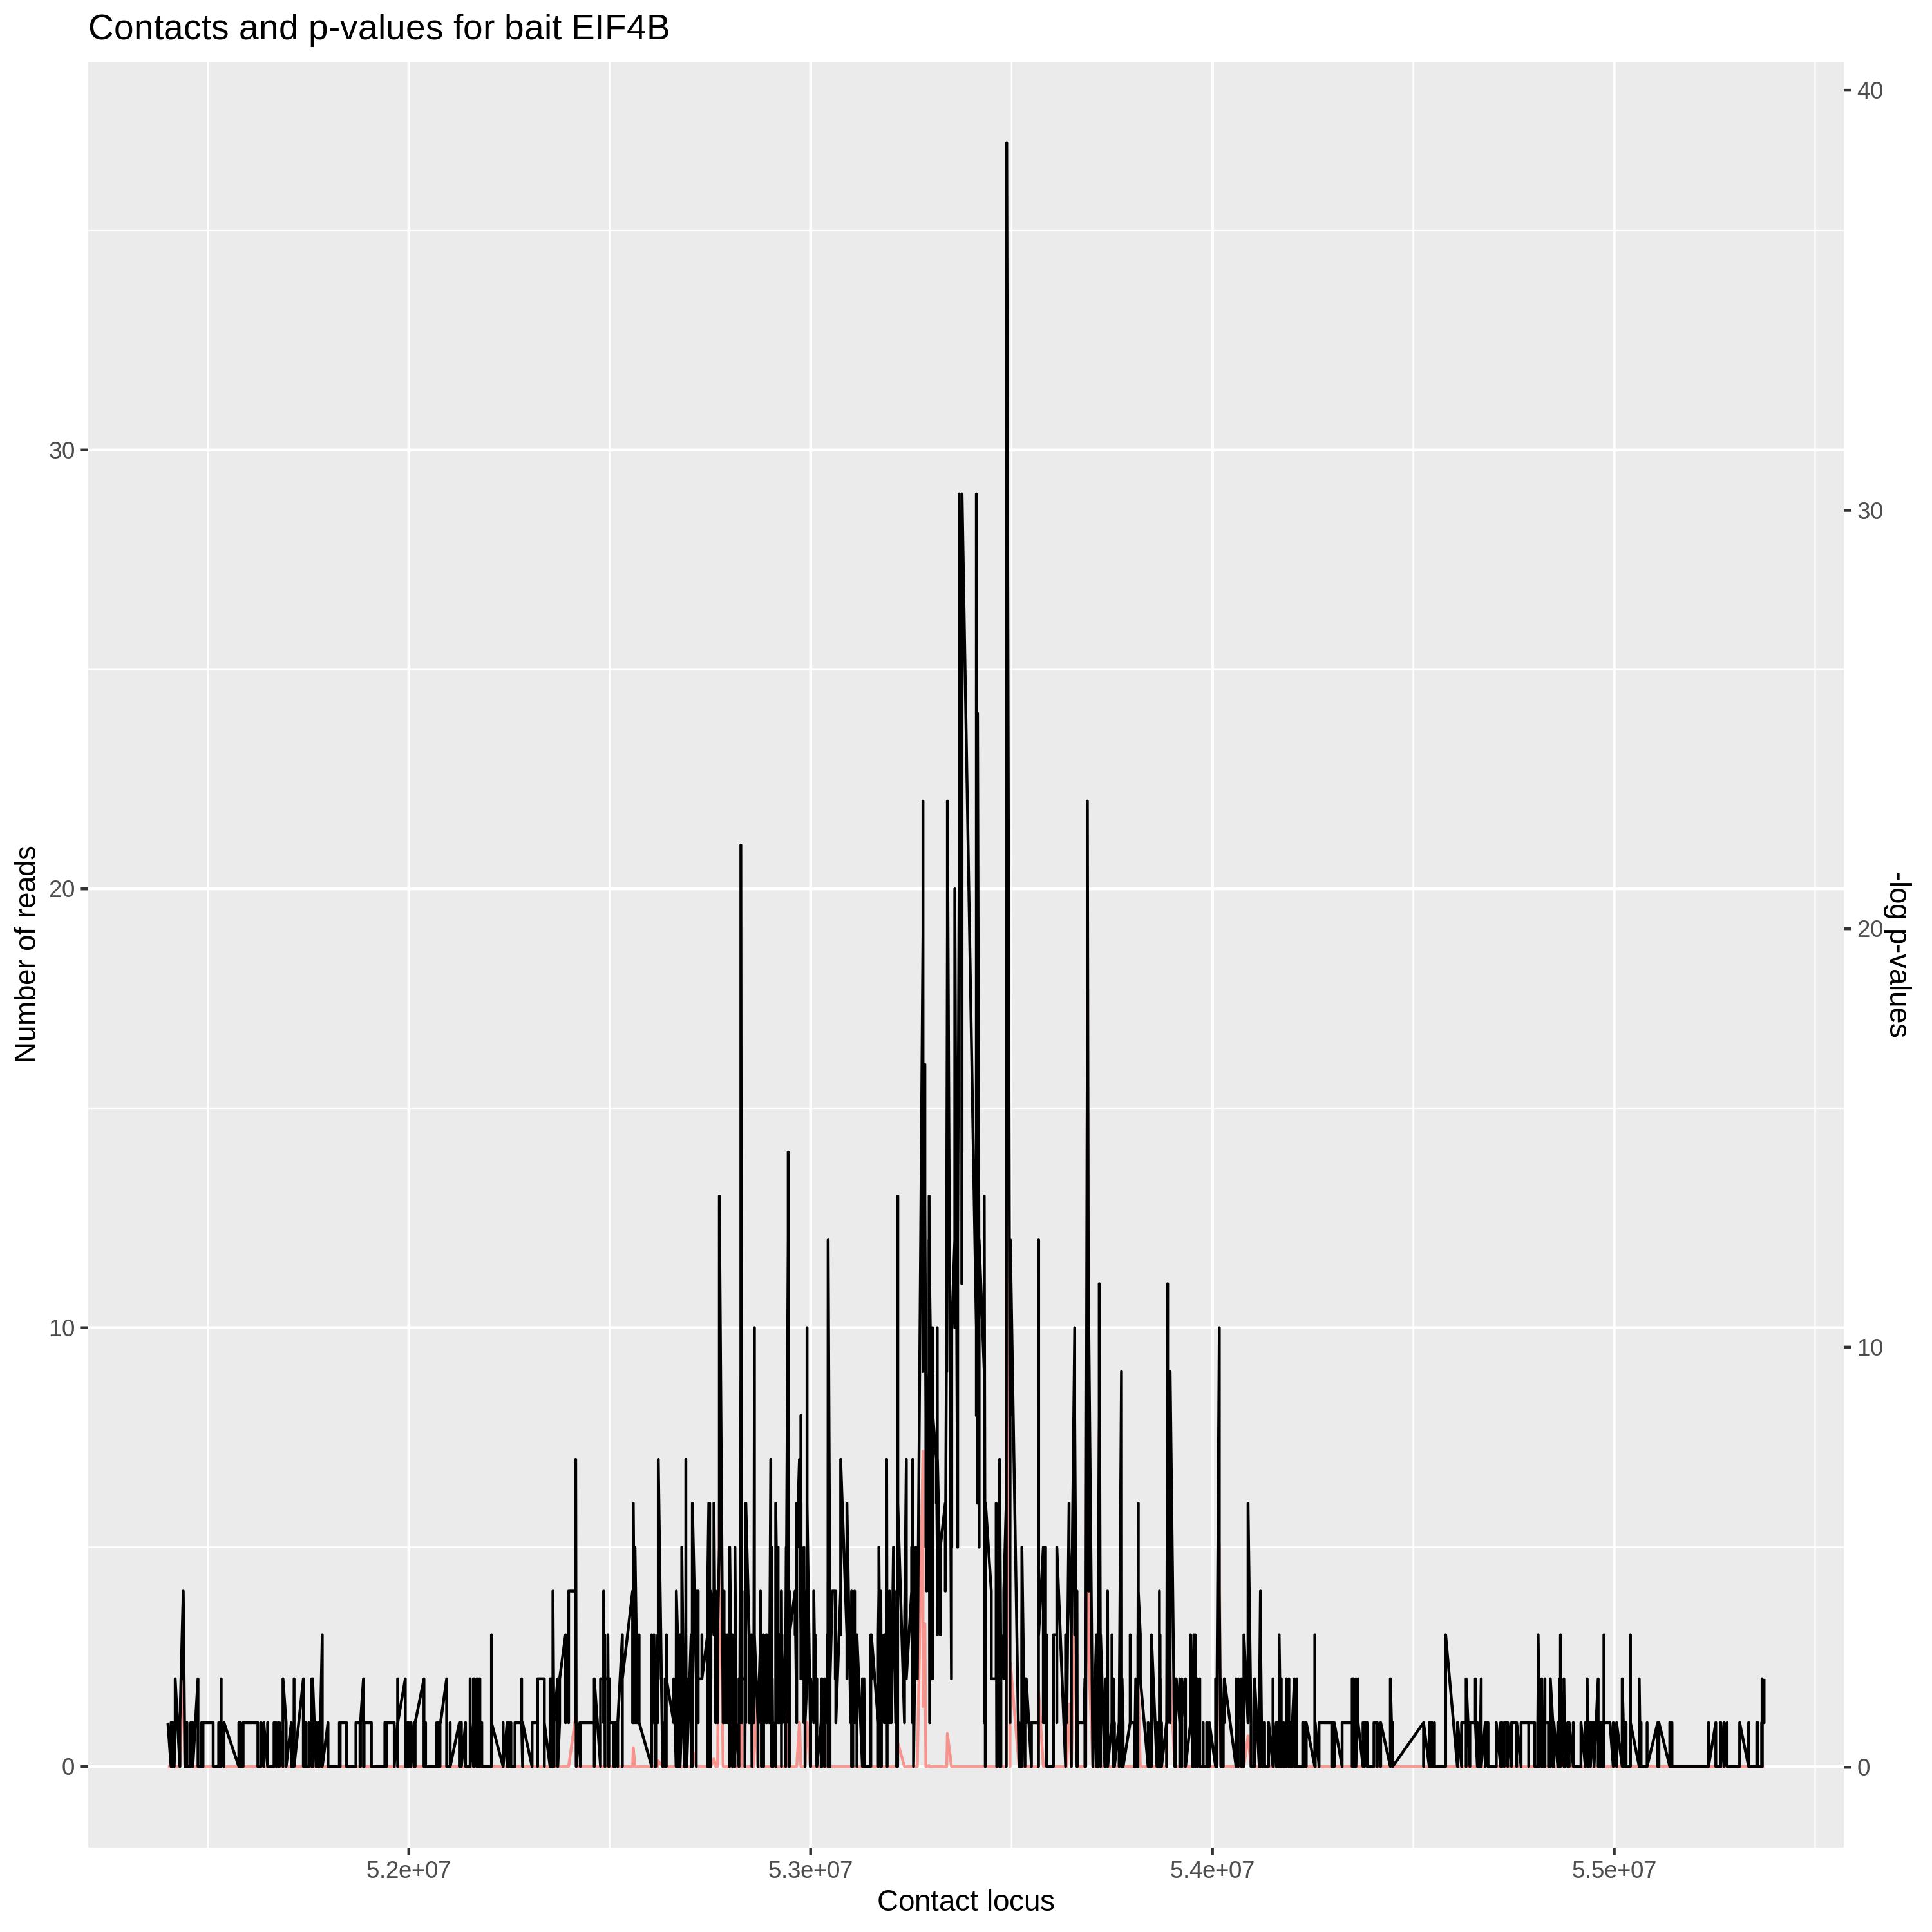 Contacts and p-values for bait EIF4B
40
30
30
20
20
10
10
0
0
Number of reads
-log p-values
5.2e+07
5.3e+07
5.4e+07
5.5e+07
Contact locus